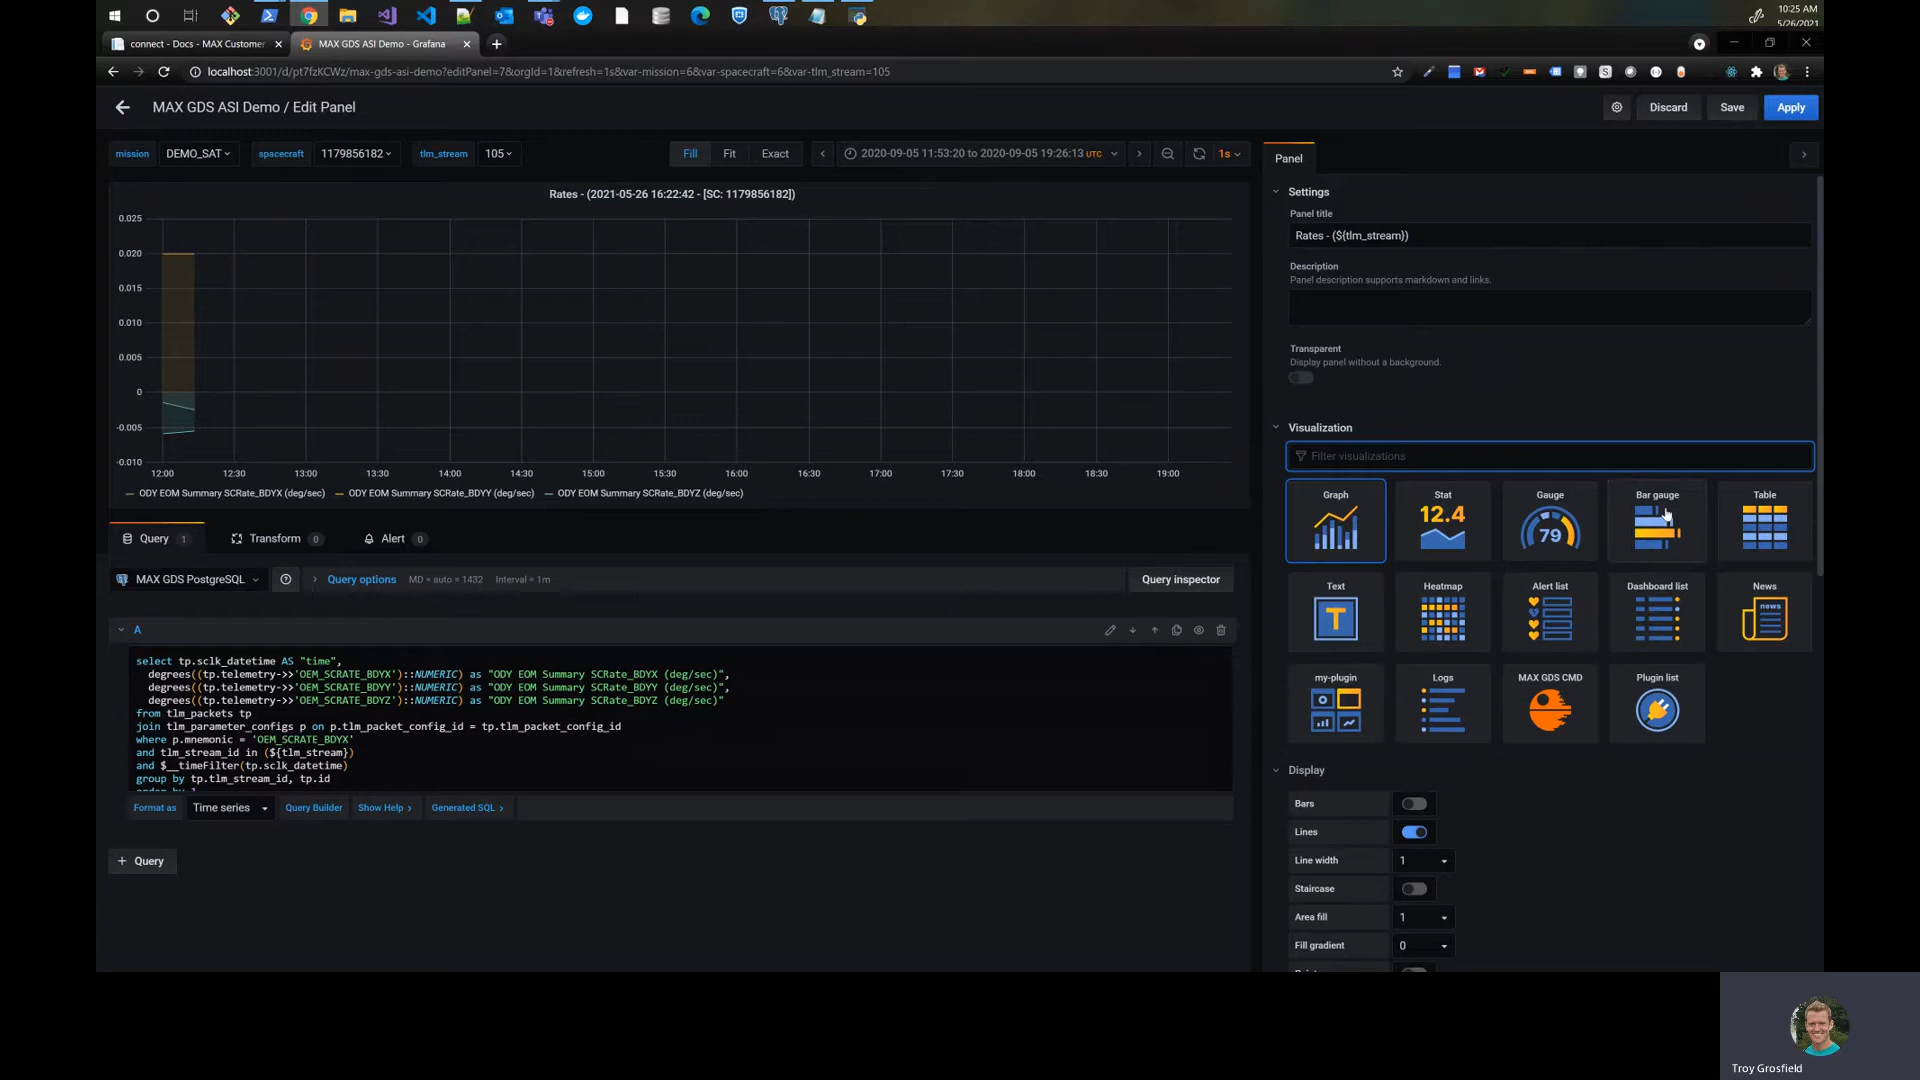 10:25 AM
5/26/2021
connect - Docs - MAX Customer
MAX GDS ASI Demo - Grafana
localhost:3001/d/pt7fzKCWz/max-gds-asi-demo?editPanel=7&orgId=1&refresh=1s&var-mission=6&var-spacecraft=6&var-tlm_stream=105
MAX GDS ASI Demo / Edit Panel
Discard
Save
Apply
mission DEMO_SAT
spacecraft 1179856182
tlm_stream 105
Fill
Fit
Exact
2020-09-05 11:53:20 to 2020-09-05 19:26:13 UTC
1s
Rates - (2021-05-26 16:22:42 - [SC: 1179856182])
0.025
0.020
0.015
0.010
0.005
0
-0.005
-0.010
12:00 12:30 13:00 13:30 14:00 14:30 15:00 15:30 16:00 16:30 17:00 17:30 18:00 18:30 19:00
ODY EOM Summary SCRate_BDYX (deg/sec) ODY EOM Summary SCRate_BDYY (deg/sec) ODY EOM Summary SCRate_BDYZ (deg/sec)
Query 1
Transform 0
Alert 0
MAX GDS PostgreSQL
Query options MD = auto = 1432 Interval = 1m
Query inspector
A
select tp.sclk_datetime AS "time",
degrees((tp.telemetry->>'OEM_SCRATE_BDYX')::NUMERIC) as "ODY EOM Summary SCRate_BDYX (deg/sec)",
degrees((tp.telemetry->>'OEM_SCRATE_BDYY')::NUMERIC) as "ODY EOM Summary SCRate_BDYY (deg/sec)",
degrees((tp.telemetry->>'OEM_SCRATE_BDYZ')::NUMERIC) as "ODY EOM Summary SCRate_BDYZ (deg/sec)"
from tlm_packets tp
join tlm_parameter_configs p on p.tlm_packet_config_id = tp.tlm_packet_config_id
where p.mnemonic = 'OEM_SCRATE_BDYX'
and tlm_stream_id in (${tlm_stream})
and $__timeFilter(tp.sclk_datetime)
group by tp.tlm_stream_id, tp.id
Format as Time series Query Builder Show Help > Generated SQL >
+ Query
Panel
Settings
Panel title
Rates - (${tlm_stream})
Description
Panel description supports markdown and links.
Transparent
Display panel without a background.
Visualization
Filter visualizations
Graph
Stat
12.4
Gauge
79
Bar gauge
Table
Text
T
Heatmap
Alert list
Dashboard list
News
news
my-plugin
Logs
MAX GDS CMD
Plugin list
Display
Bars
Lines
Line width 1
Staircase
Area fill 1
Fill gradient 0
Troy Grosfield